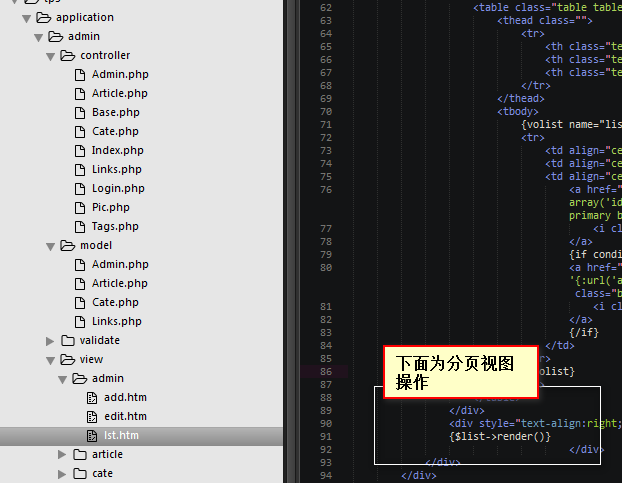 application
admin
controller
Admin.php
Article.php
Base.php
Cate.php
Index.php
Links.php
Login.php
Pic.php
Tags.php
model
Admin.php
Article.php
Cate.php
Links.php
validate
view
admin
add.htm
edit.htm
lst.htm
article
cate
62 <table class="table table
63 <thead class="">
64 <tr>
65 <th class="te
66 <th class="te
67 <th class="te
68 </tr>
69 </thead>
70 <tbody>
71 {volist name="lis
72 <tr>
73 <td align="ce
74 <td align="ce
75 <td align="ce
76 <a href="
array('id
primary b
77 <i cl
78 </a>
79 {if condi
80 <a href="
'{:url('a
class="b
81 <i cl
82 </a>
83 {/if}
84 </td>
85 r>
86 olist}
87
88
89 </div>
90 <div style="text-align:right;
91 {$list->render()}
92 </div>
93 </div>
94 </div>
下面为分页视图
操作